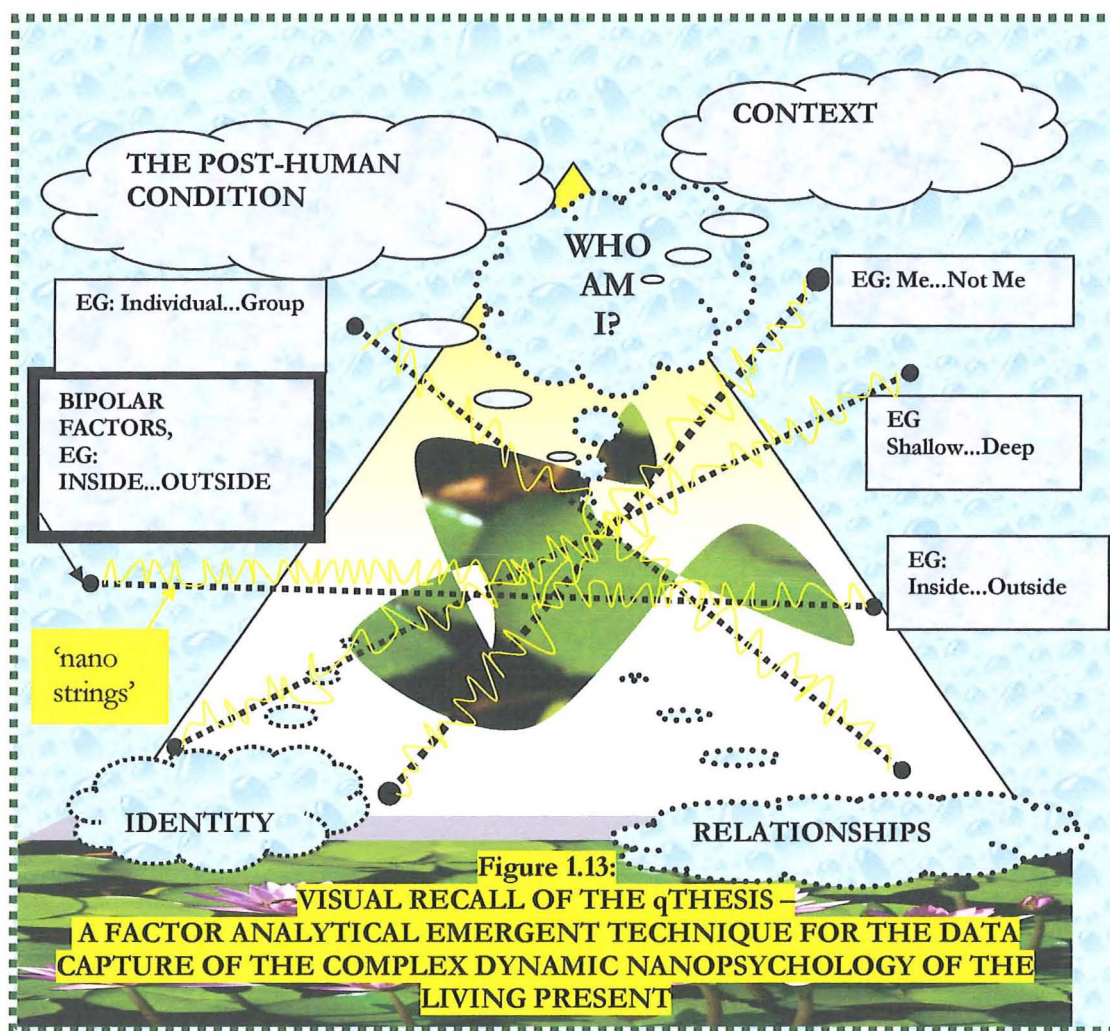 THE POST-HUMAN
CONDITION
CONTEXT
WHO
AM
I?
EG: Individual...Group
EG: Me...Not Me
BIPOLAR
FACTORS,
EG:
INSIDE...OUTSIDE
EG
Shallow...Deep
EG:
Inside...Outside
‘nano
strings’
IDENTITY
RELATIONSHIPS
Figure 1.13:
VISUAL RECALL OF THE qTHESIS –
A FACTOR ANALYTICAL EMERGENT TECHNIQUE FOR THE DATA
CAPTURE OF THE COMPLEX DYNAMIC NANOPSYCHOLOGY OF THE
LIVING PRESENT